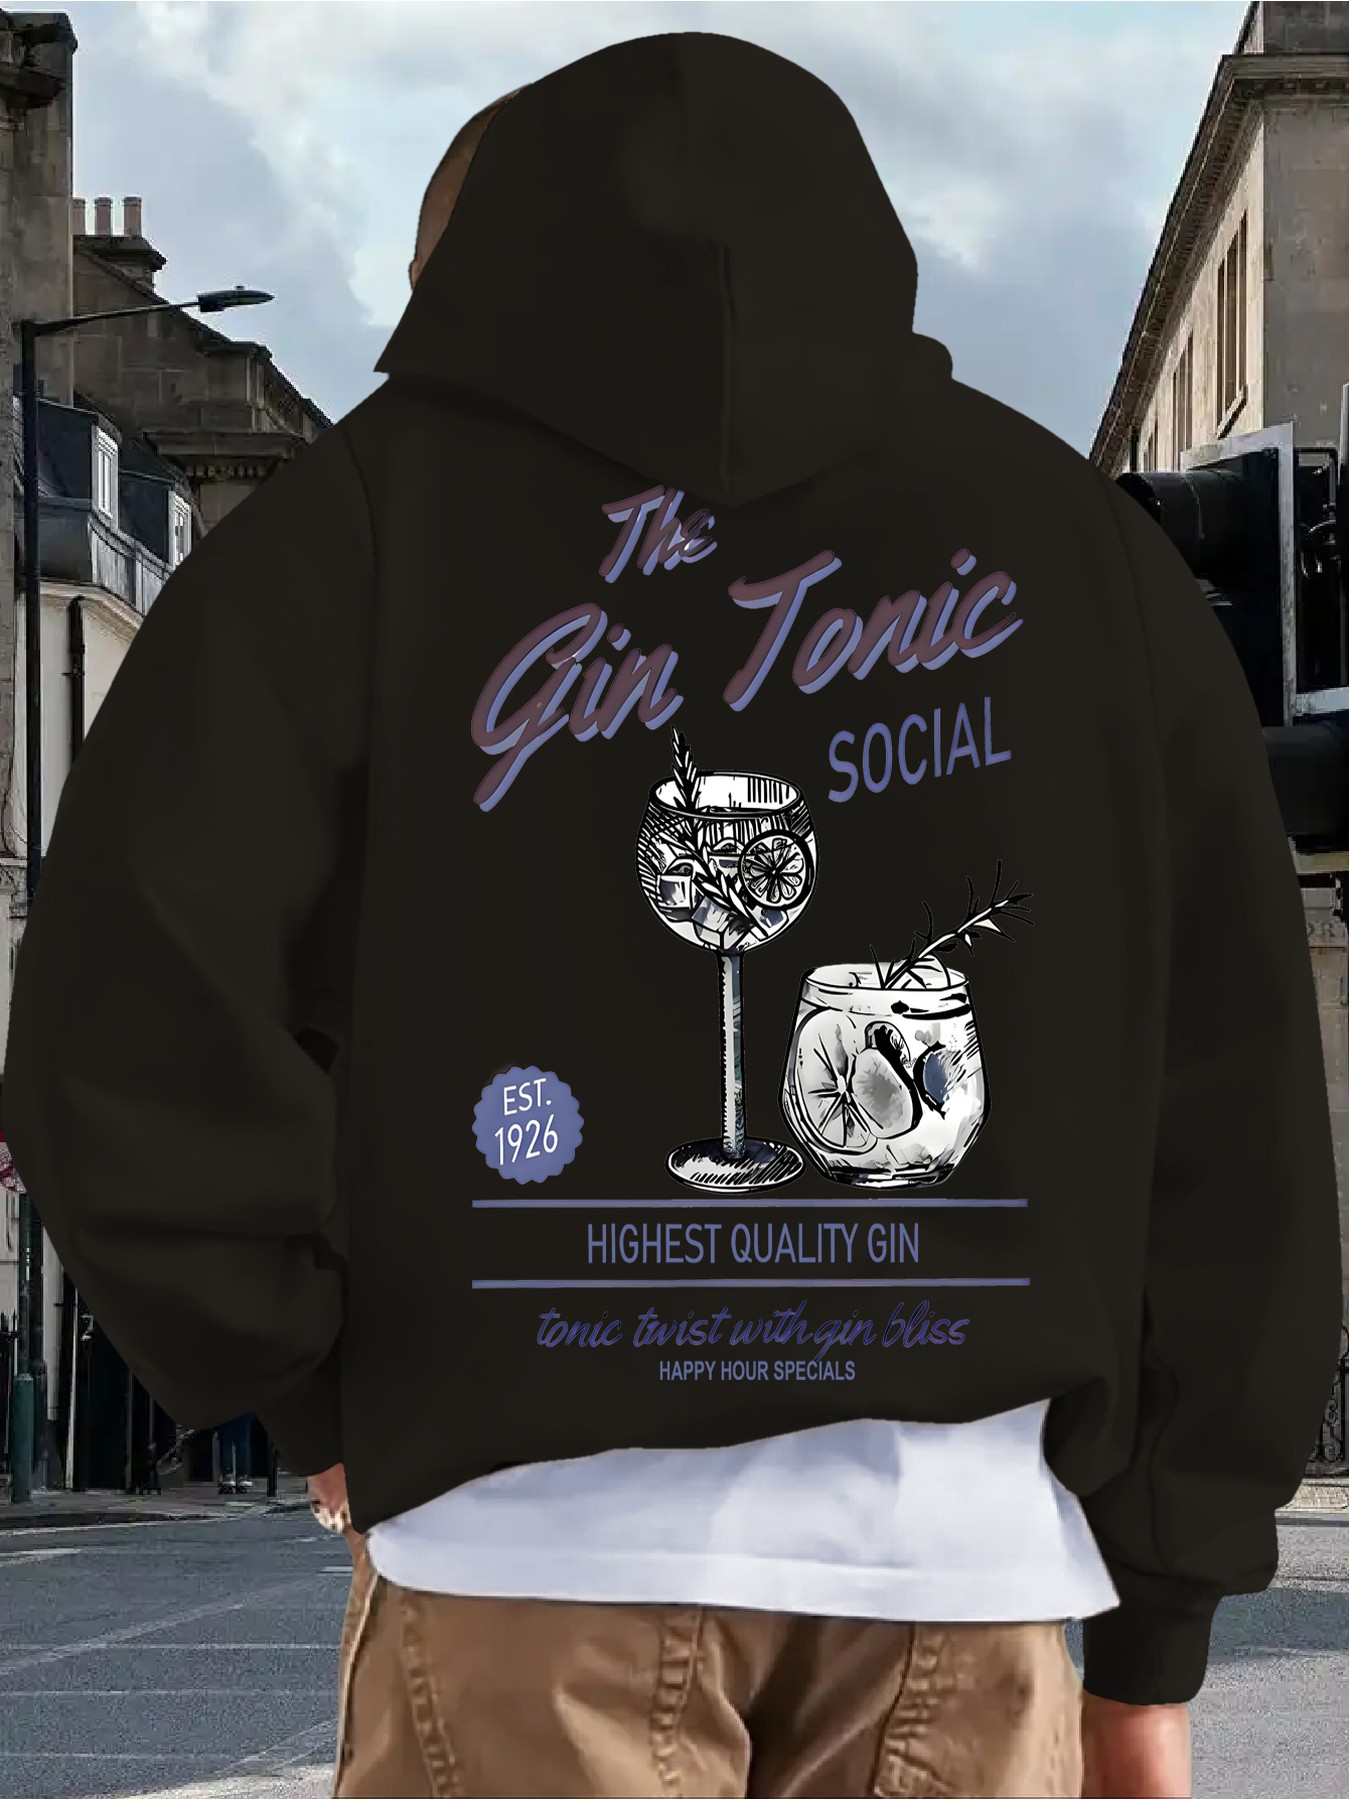 The
Gin Tonic
SOCIAL
EST.
1926
HIGHEST QUALITY GIN
tonic twist with gin bliss
HAPPY HOUR SPECIALS